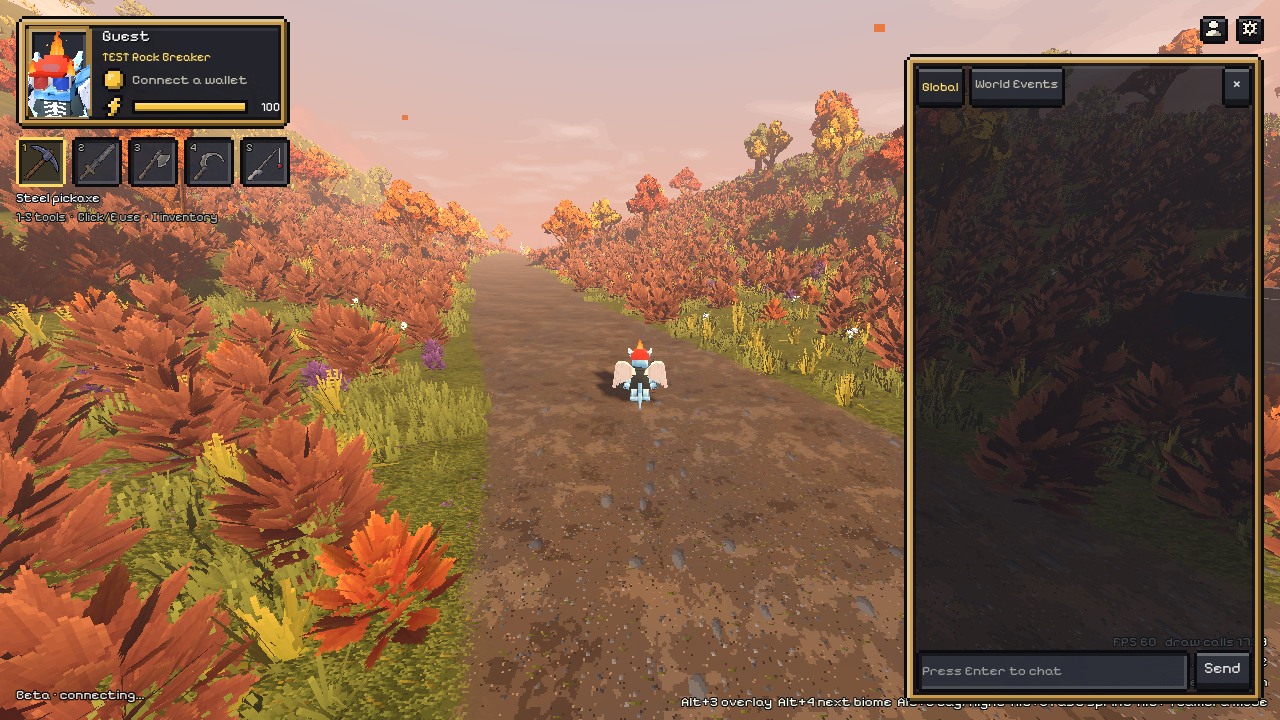 Guest
TEST Rock Breaker
Connect a wallet
100
1
2
3
4
5
Steel pickaxe
1-5 tools · Click/E use · I inventory
Global
World Events
×
FPS 60 draw calls
Press Enter to chat
Send
Beta · connecting...
Alt+3 overlay Alt+4 next biome